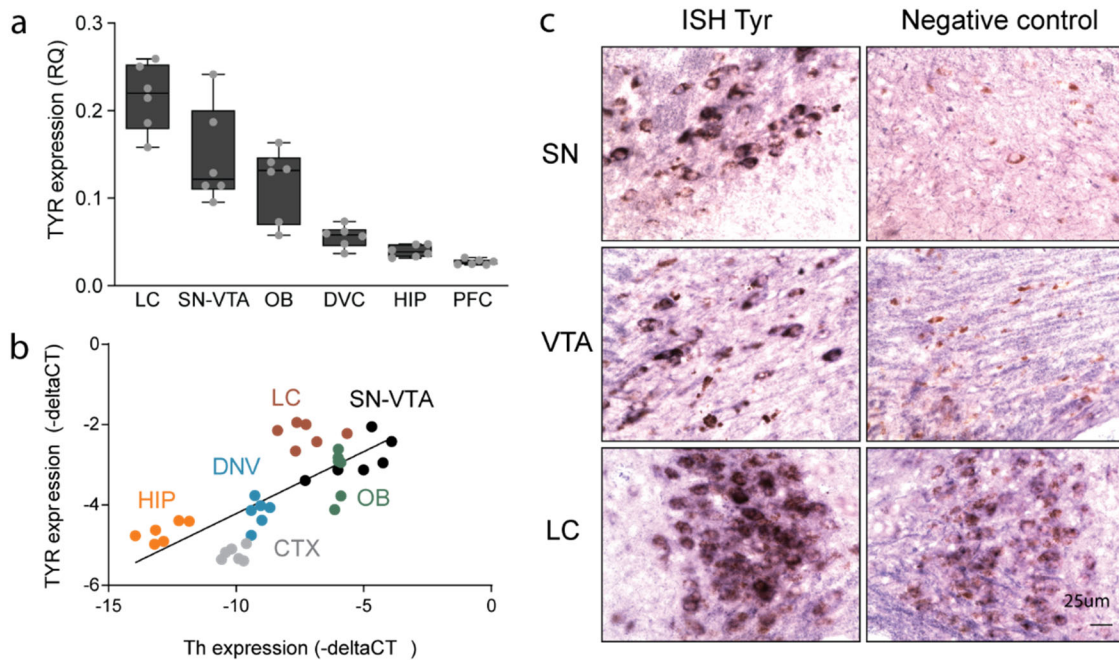 a
TYR expression (RQ)
0.3
0.2
0.1
0.0
LC SN-VTA OB DVC HIP PFC
b
TYR expression (-deltaCT)
0
-2
-4
-6
LC
SN-VTA
DNV
HIP
OB
CTX
-15 -10 -5 0
Th expression (-deltaCT )
c
ISH Tyr Negative control
SN
VTA
LC
25um